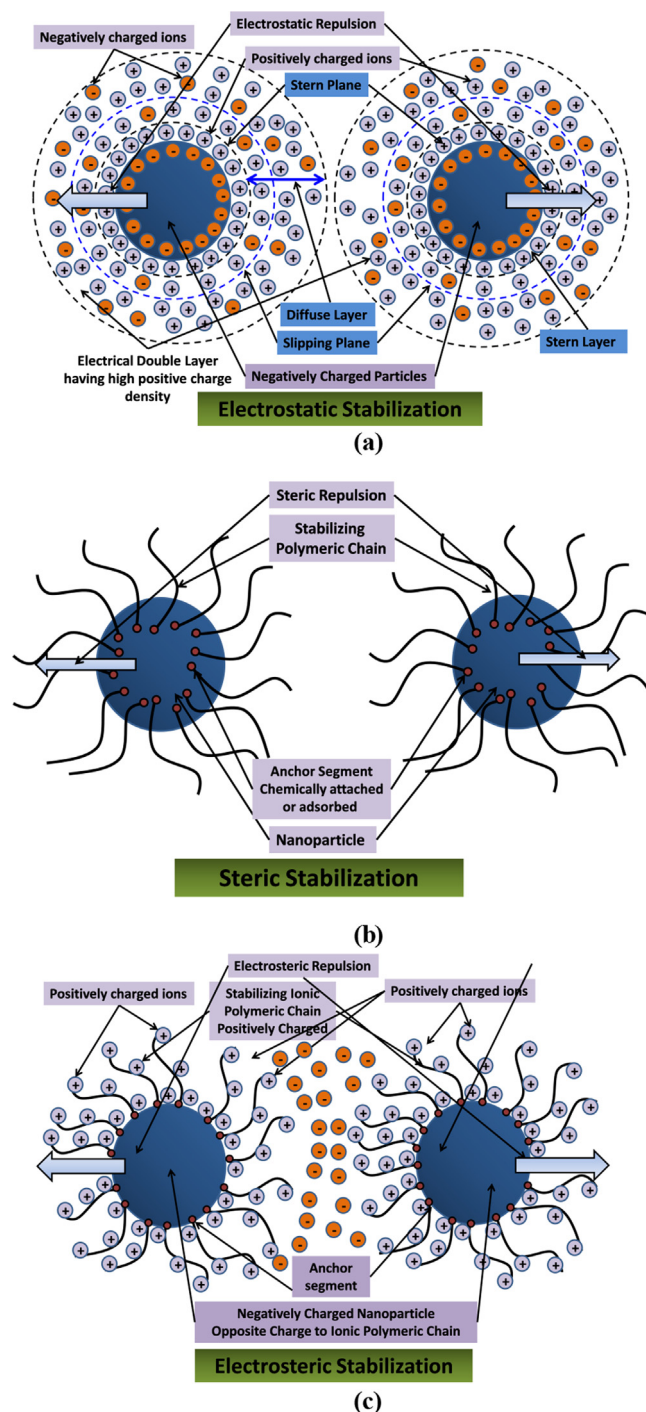 Electrostatic Repulsion
Negatively charged ions
Positively charged ions
Stern Plane
Diffuse Layer
Slipping Plane
Stern Layer
Electrical Double Layer
having high positive charge
density
Negatively Charged Particles
Electrostatic Stabilization
(a)
Steric Repulsion
Stabilizing
Polymeric Chain
Anchor Segment
Chemically attached
or adsorbed
Nanoparticle
Steric Stabilization
(b)
Electrosteric Repulsion
Positively charged ions
Stabilizing Ionic
Polymeric Chain
Positively Charged
Positively charged ions
Anchor
segment
Negatively Charged Nanoparticle
Opposite Charge to Ionic Polymeric Chain
Electrosteric Stabilization
(c)